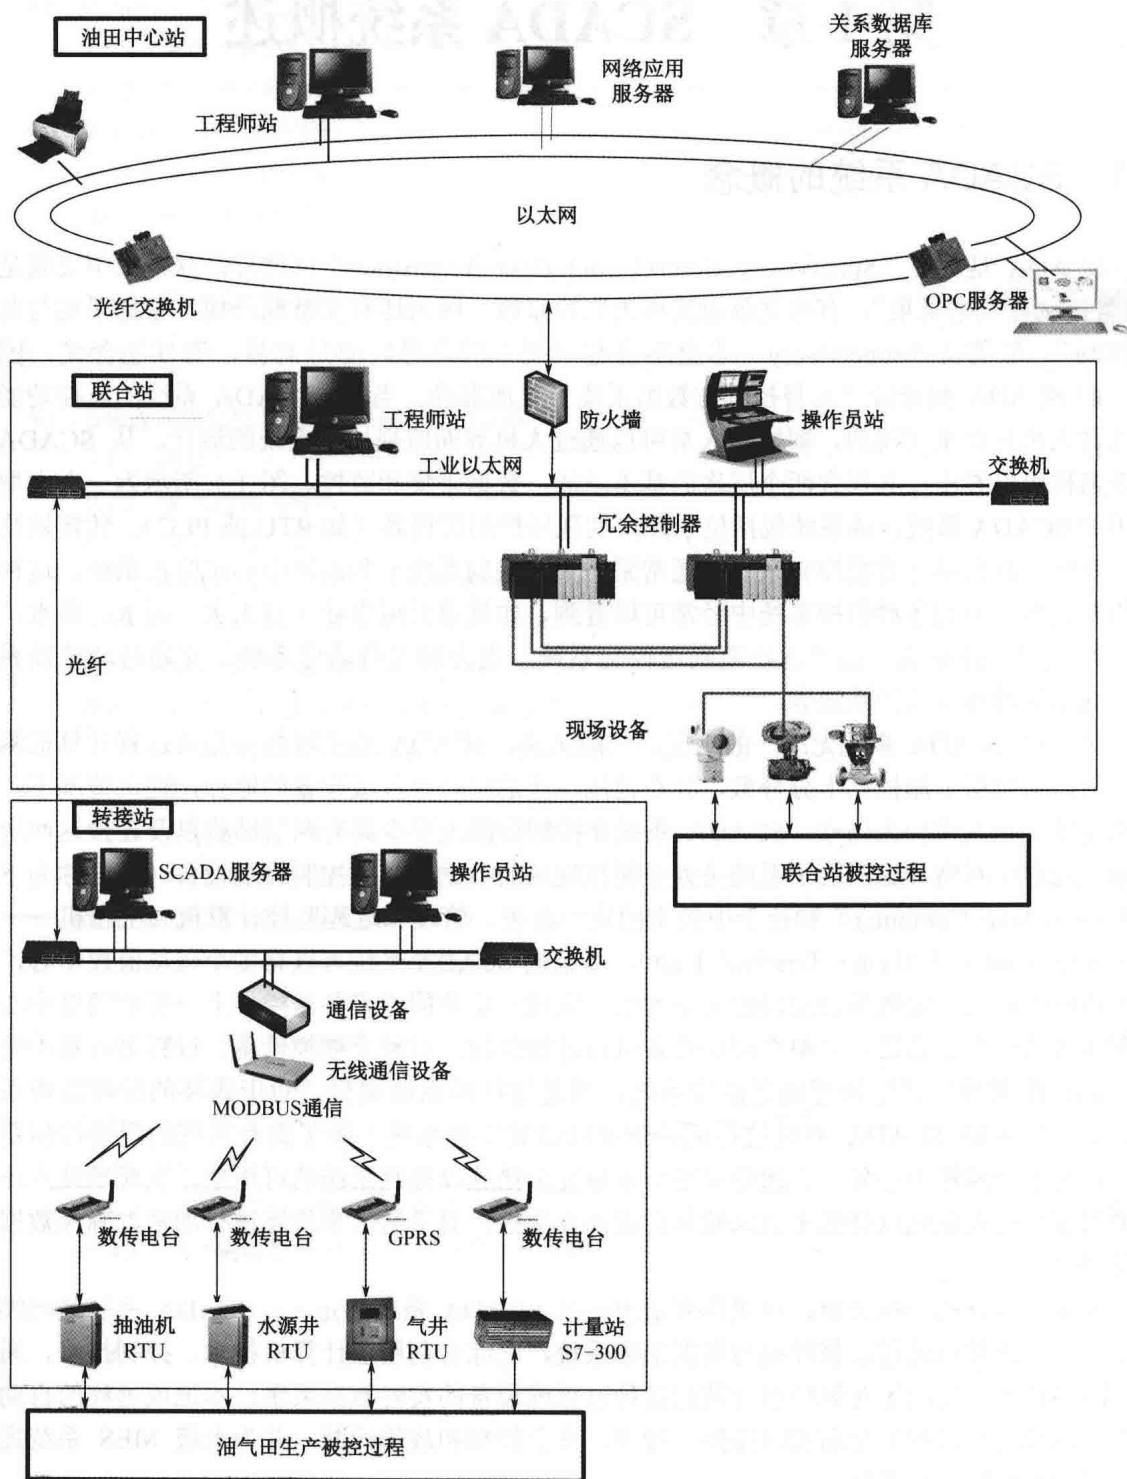 油田中心站
工程师站
网络应用
服务器
关系数据库
服务器
以太网
光纤交换机
OPC服务器
联合站
工程师站
防火墙
操作员站
工业以太网
交换机
冗余控制器
光纤
现场设备
联合站被控过程
转接站
SCADA服务器
操作员站
交换机
通信设备
无线通信设备
MODBUS通信
数传电台
数传电台
GPRS
数传电台
抽油机
RTU
水源井
RTU
气井
RTU
计量站
S7-300
油气田生产被控过程